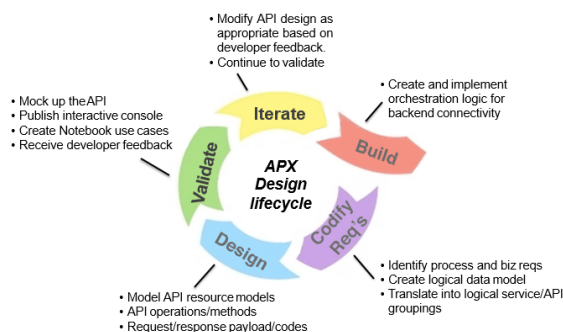 • Modify API design as
appropriate based on
developer feedback.
• Continue to validate
• Create and implement
orchestration logic for
backend connectivity
• Mock up theAPI
• Publish interactive console
• Create Notebook use cases
• Receive developer feedback
Iterate
Build
Validate
APX
Design
lifecycle
Codify
Req's
Design
• Identify process and biz reqs
• Create logical data model
• Translate into logical service/API
groupings
• Model API resource models
• API operations/methods
• Request/response payload/codes